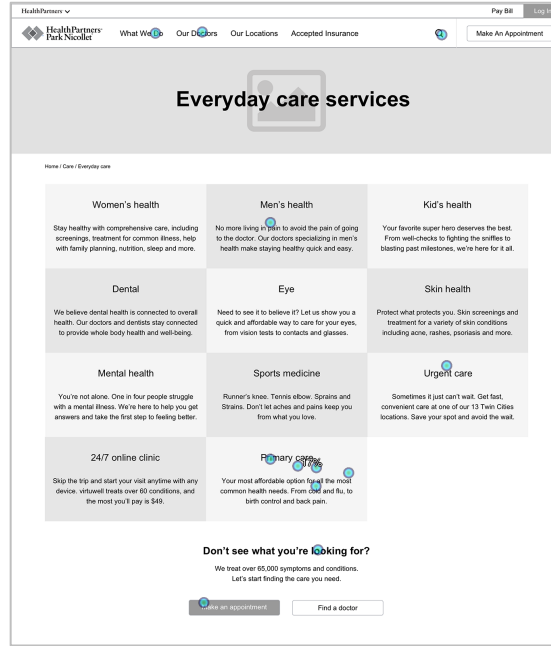 HealthPartners
Pay Bill
Log In
HealthPartners®
Park Nicollet
What We Do
Our Doctors
Our Locations
Accepted Insurance
Make An Appointment
Everyday care services
Home / Care / Everyday care
Women's health
Stay healthy with comprehensive care, including
screenings, treatment for common illness, help
with family planning, nutrition, sleep and more.
Men's health
No more living in pain to avoid the pain of going
to the doctor. Our doctors specializing in men's
health make staying healthy quick and easy.
Kid's health
Your favorite super hero deserves the best.
From well-checks to fighting the sniffles to
blasting past milestones, we're here for it all.
Dental
We believe dental health is connected to overall
health. Our doctors and dentists stay connected
to provide whole body health and well-being.
Eye
Need to see it to believe it? Let us show you a
quick and affordable way to care for your eyes,
from vision tests to contacts and glasses.
Skin health
Protect what protects you. Skin screenings and
treatment for a variety of skin conditions
including acne, rashes, psoriasis and more.
Mental health
You're not alone. One in four people struggle
with a mental illness. We're here to help you get
answers and take the first step to feeling better.
Sports medicine
Runner's knee. Tennis elbow. Sprains and
Strains. Don't let aches and pains keep you
from what you love.
Urgent care
Sometimes it just can't wait. Get fast,
convenient care at one of our 13 Twin Cities
locations. Save your spot and avoid the wait.
24/7 online clinic
Skip the trip and start your visit anytime with any
device. virtuwell treats over 60 conditions, and
the most you'll pay is $49.
Primary care
Your most affordable option for all the most
common health needs. From cold and flu, to
birth control and back pain.
Don't see what you're looking for?
We treat over 65,000 symptoms and conditions.
Let's start finding the care you need.
Make an appointment
Find a doctor